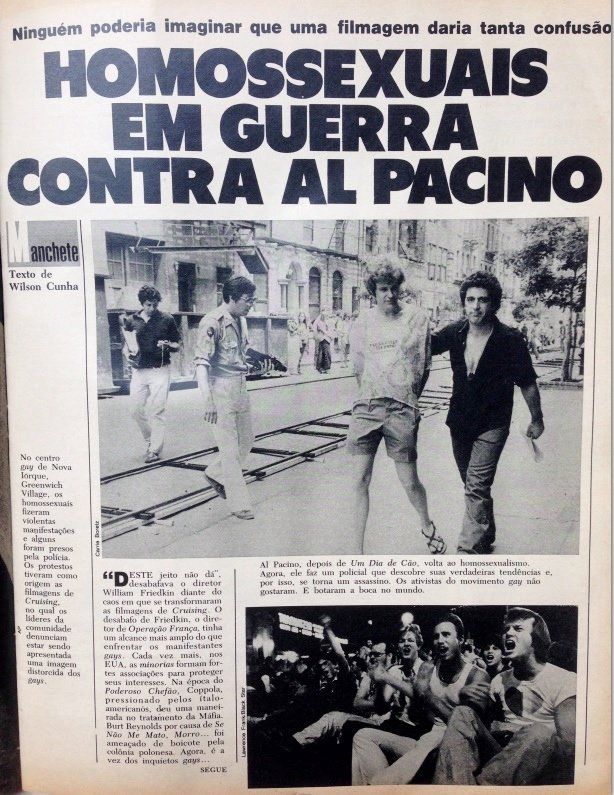 Ninguém poderia imaginar que uma filmagem daria tanta confusão
HOMOSSEXUAIS
EM GUERRA
CONTRA AL PACINO
Manchete
Texto de
Wilson Cunha
No centro
gay de Nova
Iorque,
Greenwich
Village, os
homossexuais
fizeram
violentas
manifestações
e alguns
foram presos
pela polícia.
Os protestos
tiveram como
origem as
filmagens de
Cruising,
no qual os
líderes da
comunidade
denunciam
estar sendo
apresentada
uma imagem
distorcida dos
gays.
Al Pacino, depois de Um Dia de Cão, volta ao homossexualismo.
Agora, ele faz um policial que descobre suas verdadeiras tendências e,
por isso, se torna um assassino. Os ativistas do movimento gay não
gostaram. E botaram a boca no mundo.
"DESTE jeito não dá",
desabafava o diretor
William Friedkin diante do
caos em que se transformaram
as filmagens de Cruising. O
desabafo de Friedkin, o dire-
tor de Operação França, tinha
um alcance mais amplo do que
enfrentar os manifestantes
gays. Cada vez mais, nos
EUA, as minorias formam for-
tes associações para proteger
seus interesses. Na época do
Poderoso Chefão, Coppola,
pressionado pelos ítalo-
americanos, deu uma manei-
rada no tratamento da Máfia.
Burt Reynolds por causa de Se
Não Me Mato, Morro... foi
ameaçado de boicote pela
colônia polonesa. Agora, é
a vez dos inquietos gays...
SEGUE
Lawrence Frank/Black Star